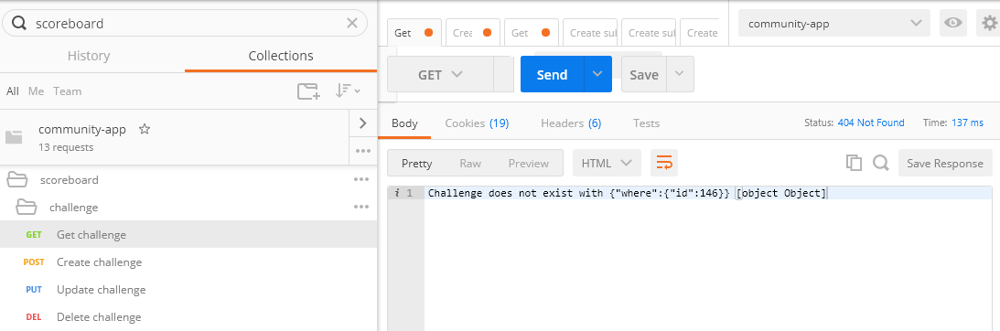 scoreboard
History Collections
All Me Team
community-app
13 requests
scoreboard
challenge
GET Get challenge
POST Create challenge
PUT Update challenge
DEL Delete challenge
Get Crea Get Create sul Create sul Create
community-app
GET Send Save
Body Cookies (19) Headers (6) Tests Status: 404 Not Found Time: 137 ms
Pretty Raw Preview HTML Save Response
i 1 Challenge does not exist with {"where":{"id":146}} [object Object]